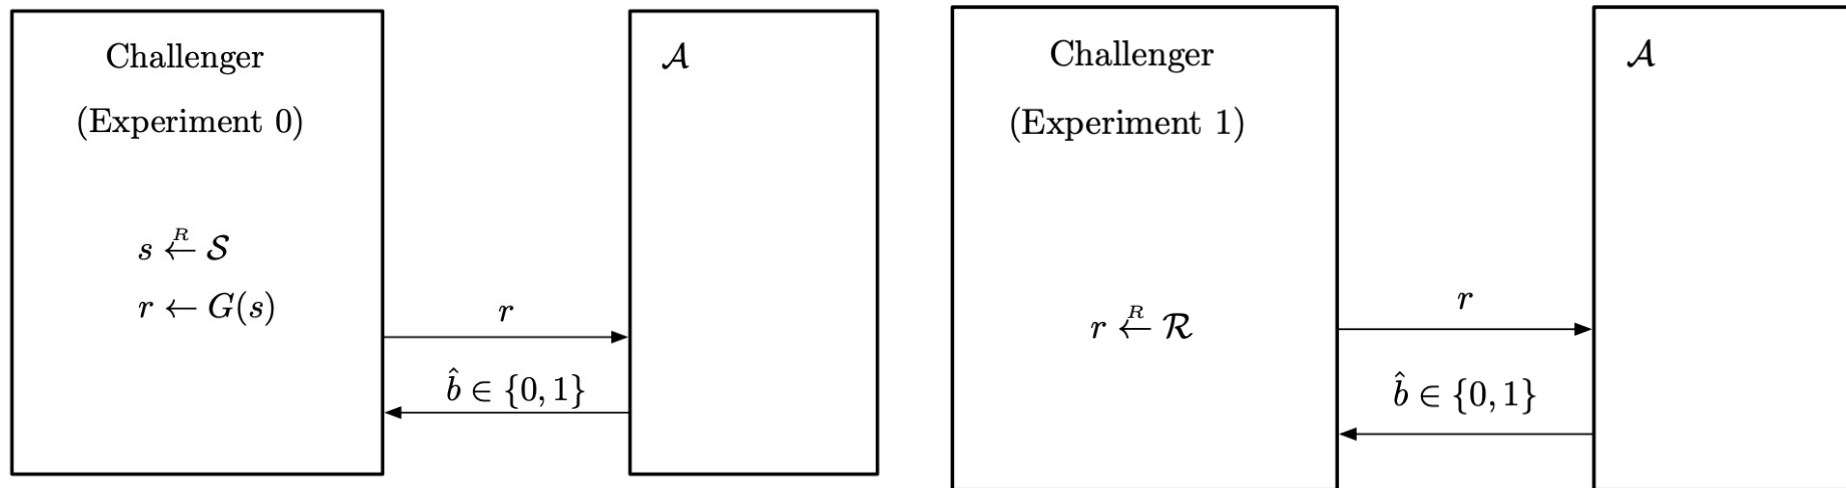 Challenger
(Experiment 0)
s ←ᴿ 𝒮
r ← G(s)
r
b̂ ∈ {0, 1}
𝒜
Challenger
(Experiment 1)
r ←ᴿ ℛ
r
b̂ ∈ {0, 1}
𝒜